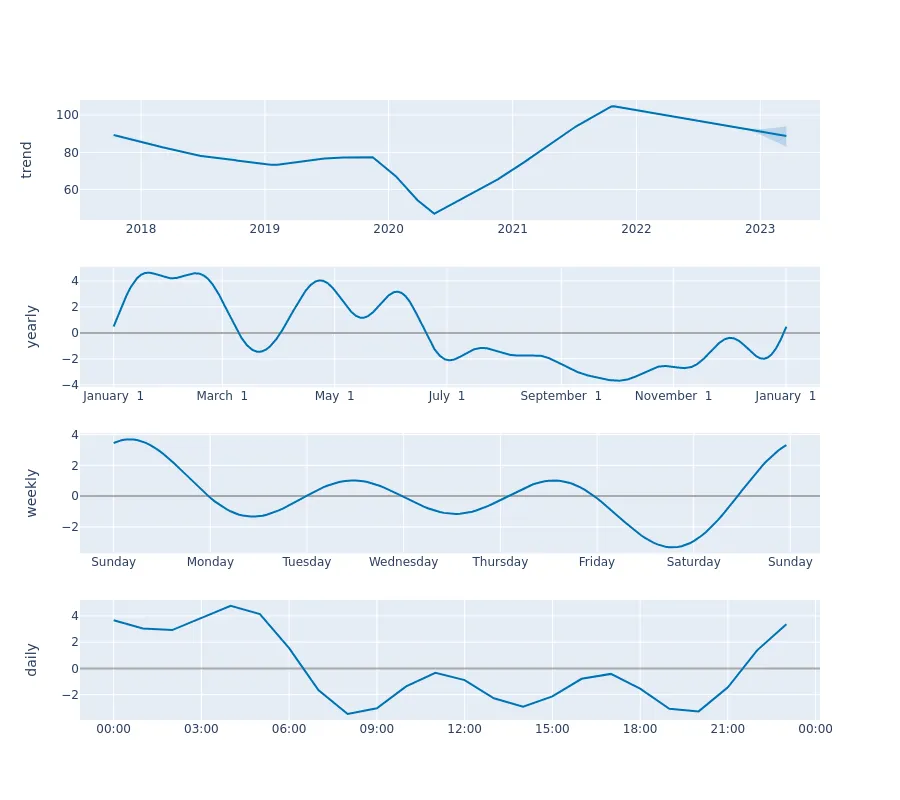 trend
100
80
60
2018 2019 2020 2021 2022 2023
yearly
4
2
0
−2
−4
January 1 March 1 May 1 July 1 September 1 November 1 January 1
weekly
4
2
0
−2
Sunday Monday Tuesday Wednesday Thursday Friday Saturday Sunday
daily
4
2
0
−2
00:00 03:00 06:00 09:00 12:00 15:00 18:00 21:00 00:00